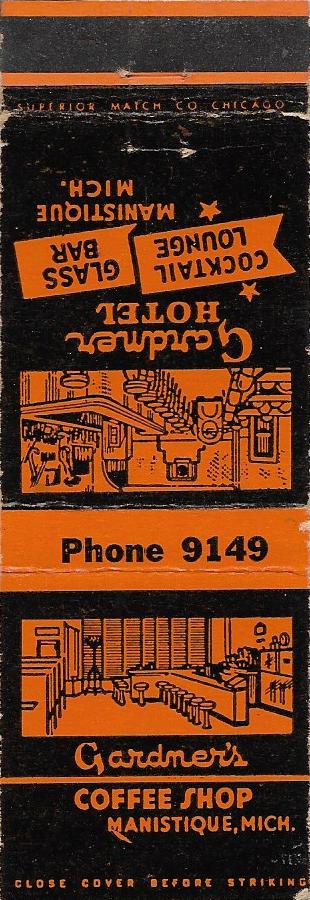 SUPERIOR MATCH CO. CHICAGO
Gardner
HOTEL
COCKTAIL
LOUNGE
GLASS
BAR
MANISTIQUE
MICH.
Phone 9149
Gardner's
COFFEE SHOP
MANISTIQUE, MICH.
CLOSE COVER BEFORE STRIKING